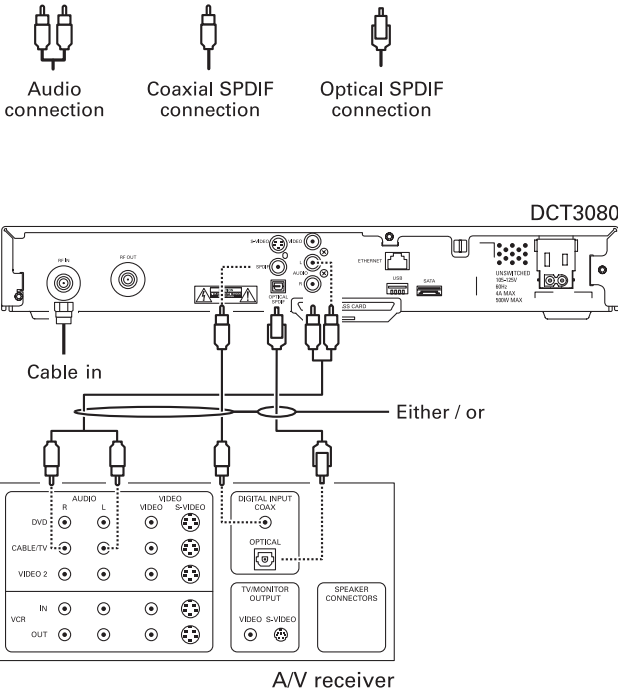 Audio
connection
Coaxial SPDIF
connection
Optical SPDIF
connection
DCT3080
RF IN
RF OUT
S-VIDEO
VIDEO
SPDIF
L
AUDIO
R
OPTICAL
SPDIF
ETHERNET
USB
SATA
UNSWITCHED
105-125V
60Hz
4A MAX
500W MAX
SS CARD
Cable in
Either / or
AUDIO
R L
VIDEO
VIDEO S-VIDEO
DVD
CABLE/TV
VIDEO 2
VCR
IN
OUT
DIGITAL INPUT
COAX
OPTICAL
TV/MONITOR
OUTPUT
VIDEO S-VIDEO
SPEAKER
CONNECTORS
A/V receiver